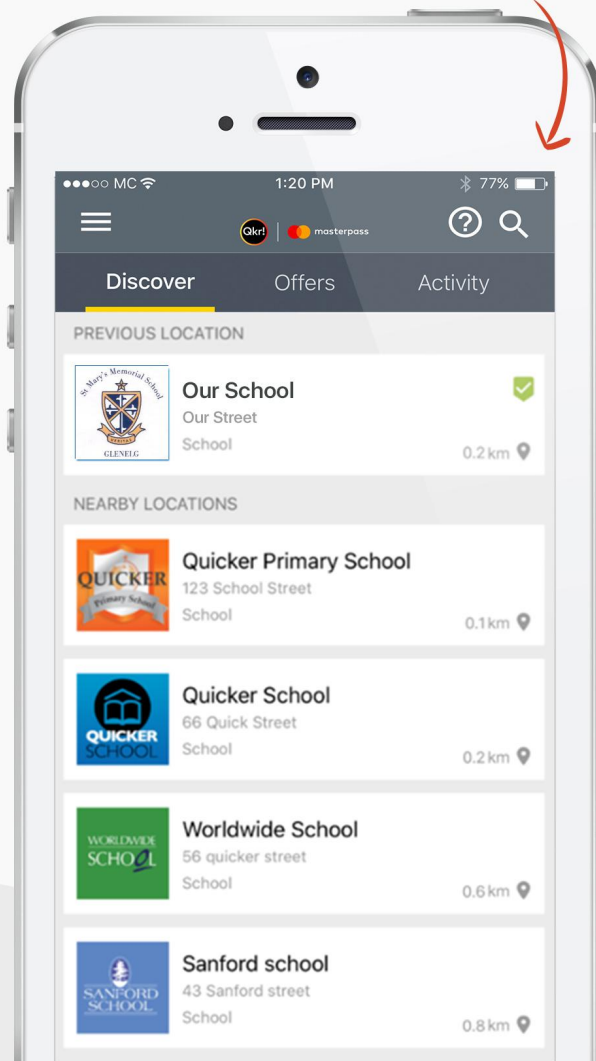 MC
1:20 PM
77%
Qkr!
masterpass
Discover
Offers
Activity
PREVIOUS LOCATION
St Mary's Memorial School
VERITAS
GLENELG
Our School
Our Street
School
0.2 km
NEARBY LOCATIONS
QUICKER
Primary School
Quicker Primary School
123 School Street
School
0.1 km
QUICKER
SCHOOL
Quicker School
66 Quick Street
School
0.2 km
WORLDWIDE
SCHOOL
Worldwide School
56 quicker street
School
0.6 km
SANFORD
SCHOOL
Sanford school
43 Sanford street
School
0.8 km